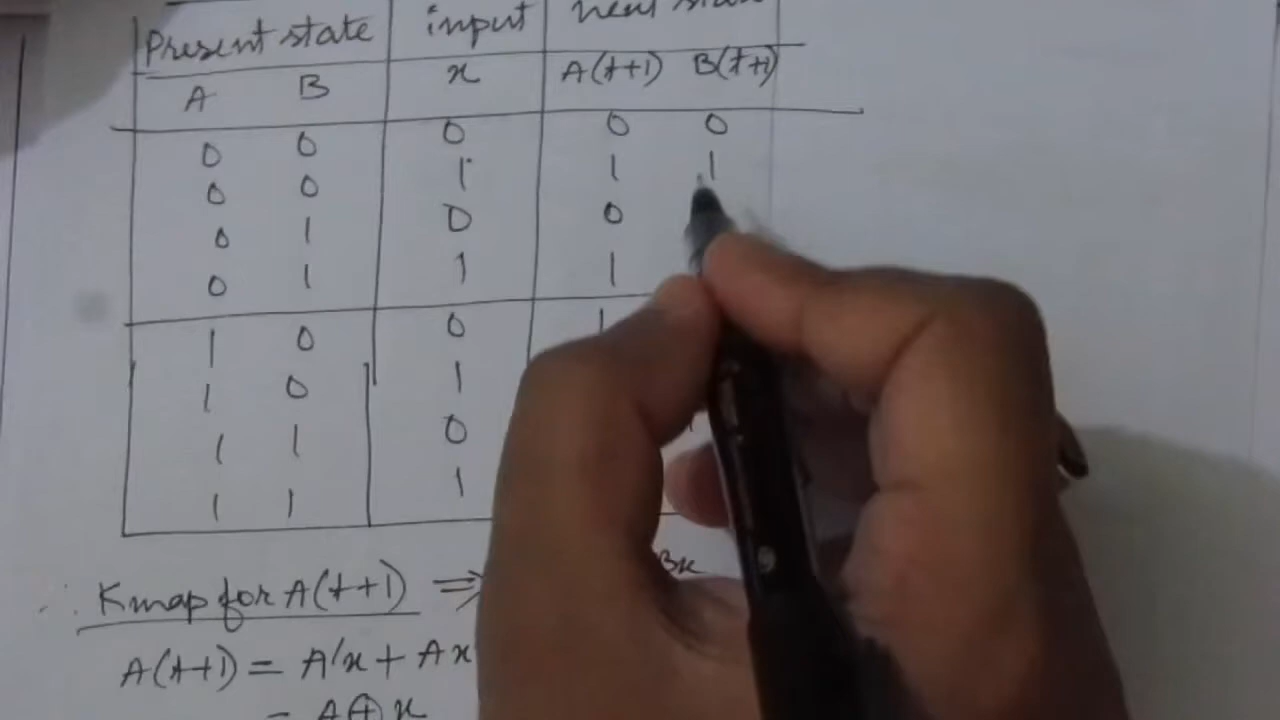 Present state input next state
A B x A(t+1) B(t+1)
0 0 0 0 0
0 0 1 1 1
0 1 0 0
0 1 1 1
1 0 0 1
1 0 1
1 1 0
1 1 1
Bx
∴ Kmap for A(t+1) ⇒
A(t+1) = A'x + Ax
= A⊕x